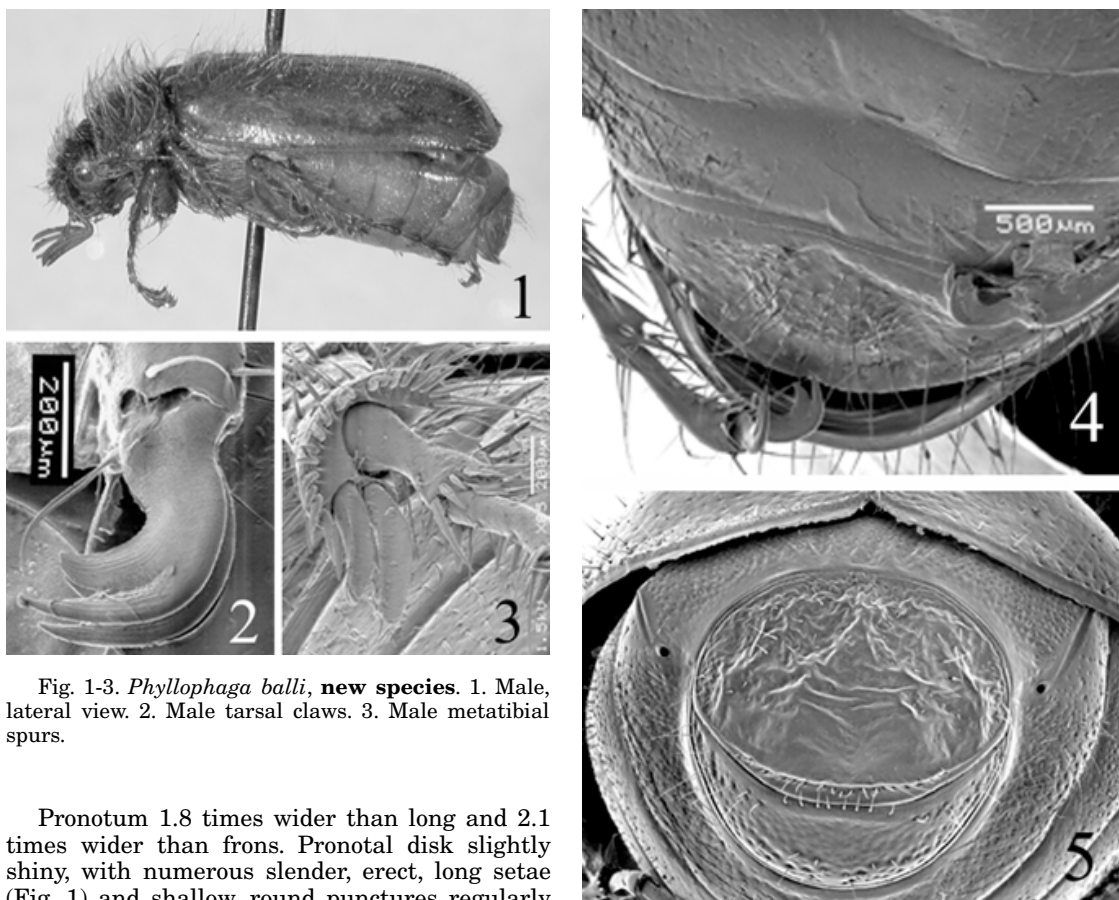 1
200µm
2
200µm
1.5kV
3
Fig. 1-3. Phyllophaga balli, new species. 1. Male,
lateral view. 2. Male tarsal claws. 3. Male metatibial
spurs.
Pronotum 1.8 times wider than long and 2.1
times wider than frons. Pronotal disk slightly
shiny, with numerous slender, erect, long setae
(Fig. 1) and shallow, round punctures regularly
500µm
4
5